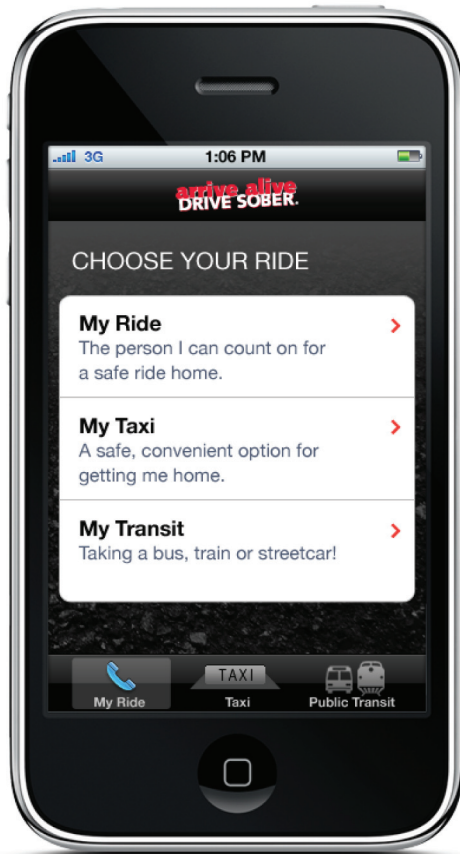 3G 1:06 PM
arrive alive
DRIVE SOBER.
CHOOSE YOUR RIDE
My Ride
The person I can count on for
a safe ride home.
My Taxi
A safe, convenient option for
getting me home.
My Transit
Taking a bus, train or streetcar!
TAXI
My Ride Taxi Public Transit